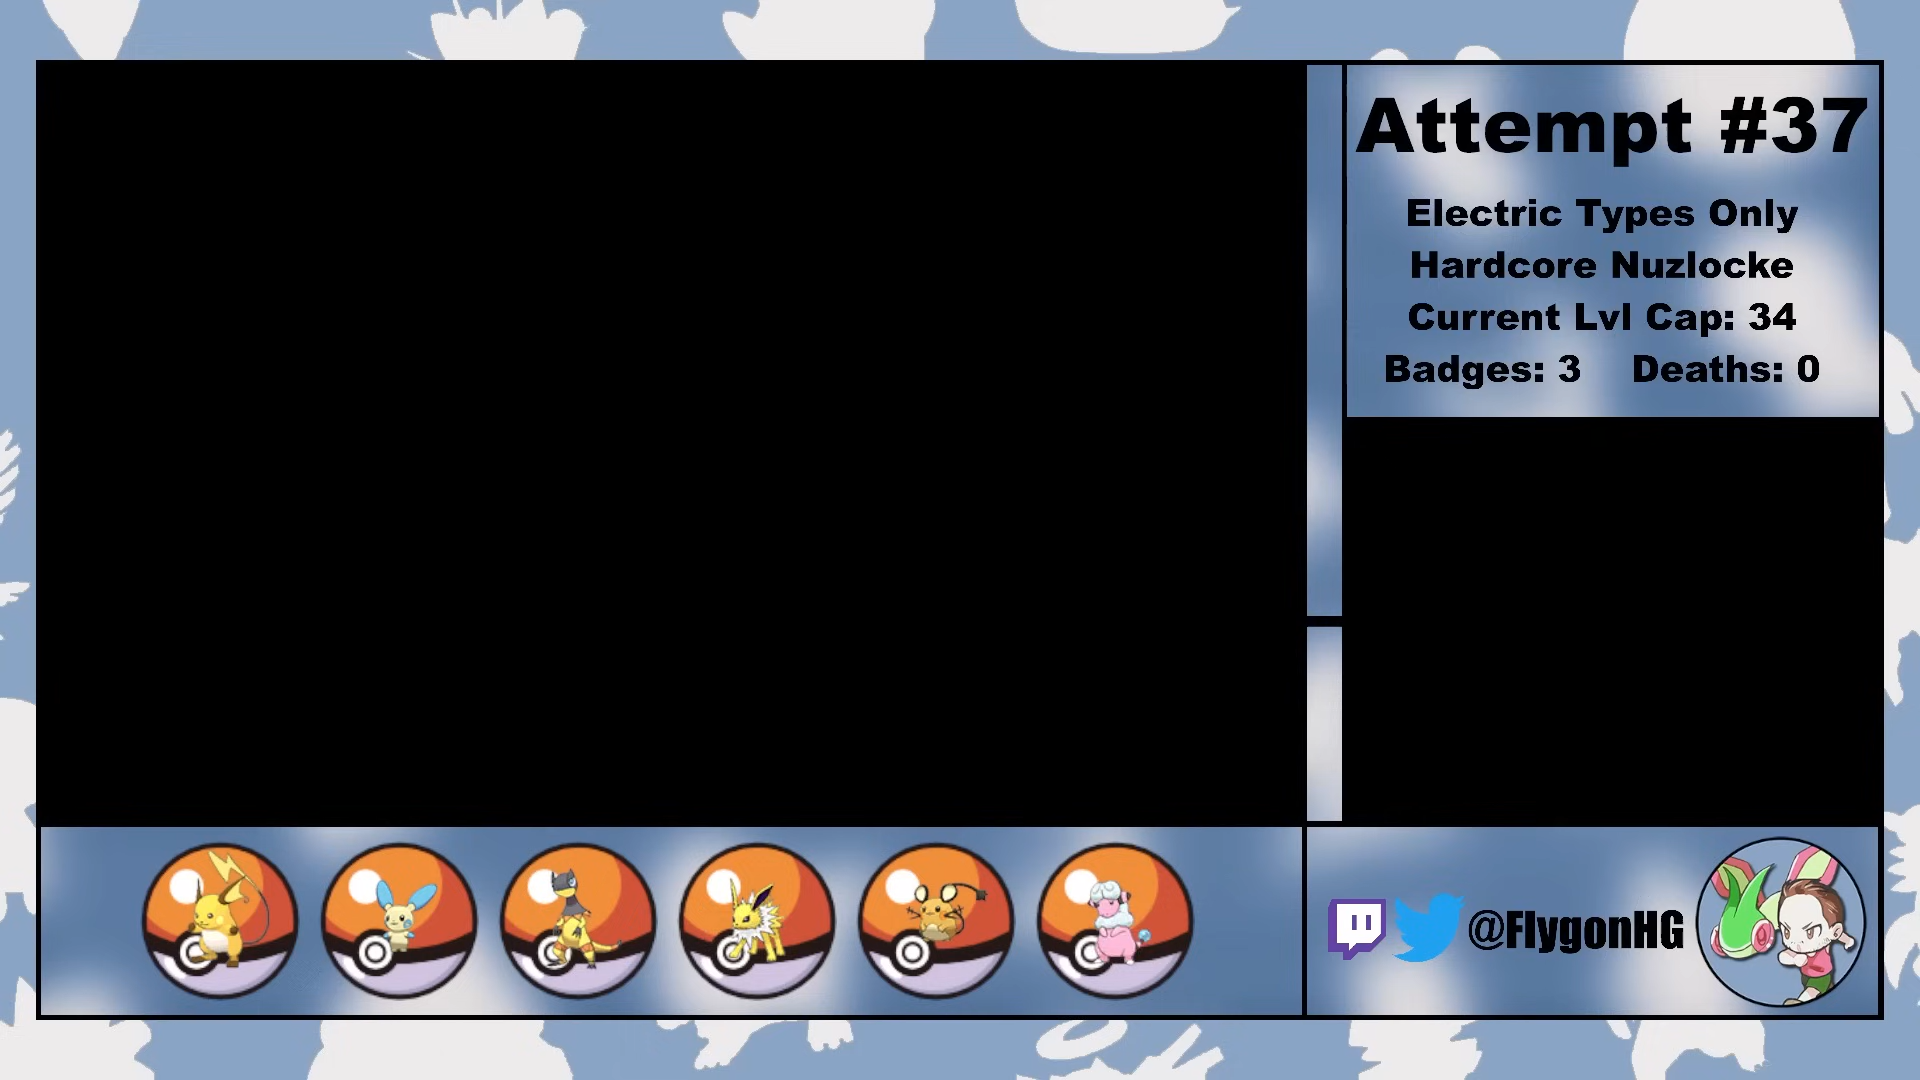 Attempt #37
Electric Types Only
Hardcore Nuzlocke
Current Lvl Cap: 34
Badges: 3 Deaths: 0
@FlygonHG